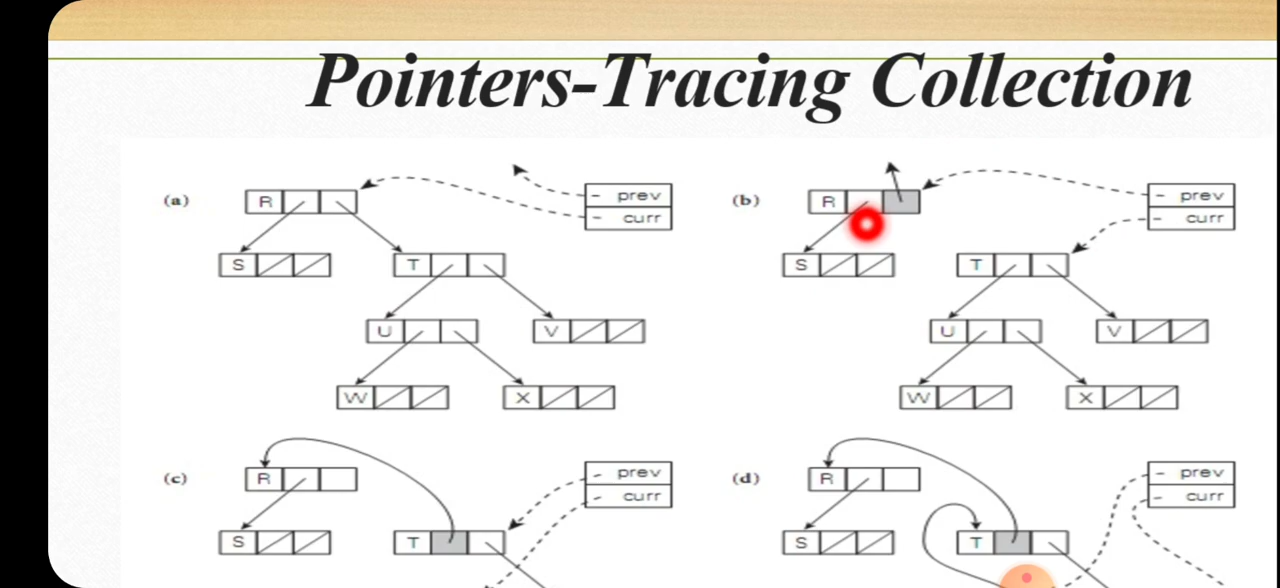 Pointers-Tracing Collection
(a) R prev
curr
S T
U V
W X
(b) R prev
curr
S T
U V
W X
(c) R prev
curr
S T
(d) R prev
curr
S T